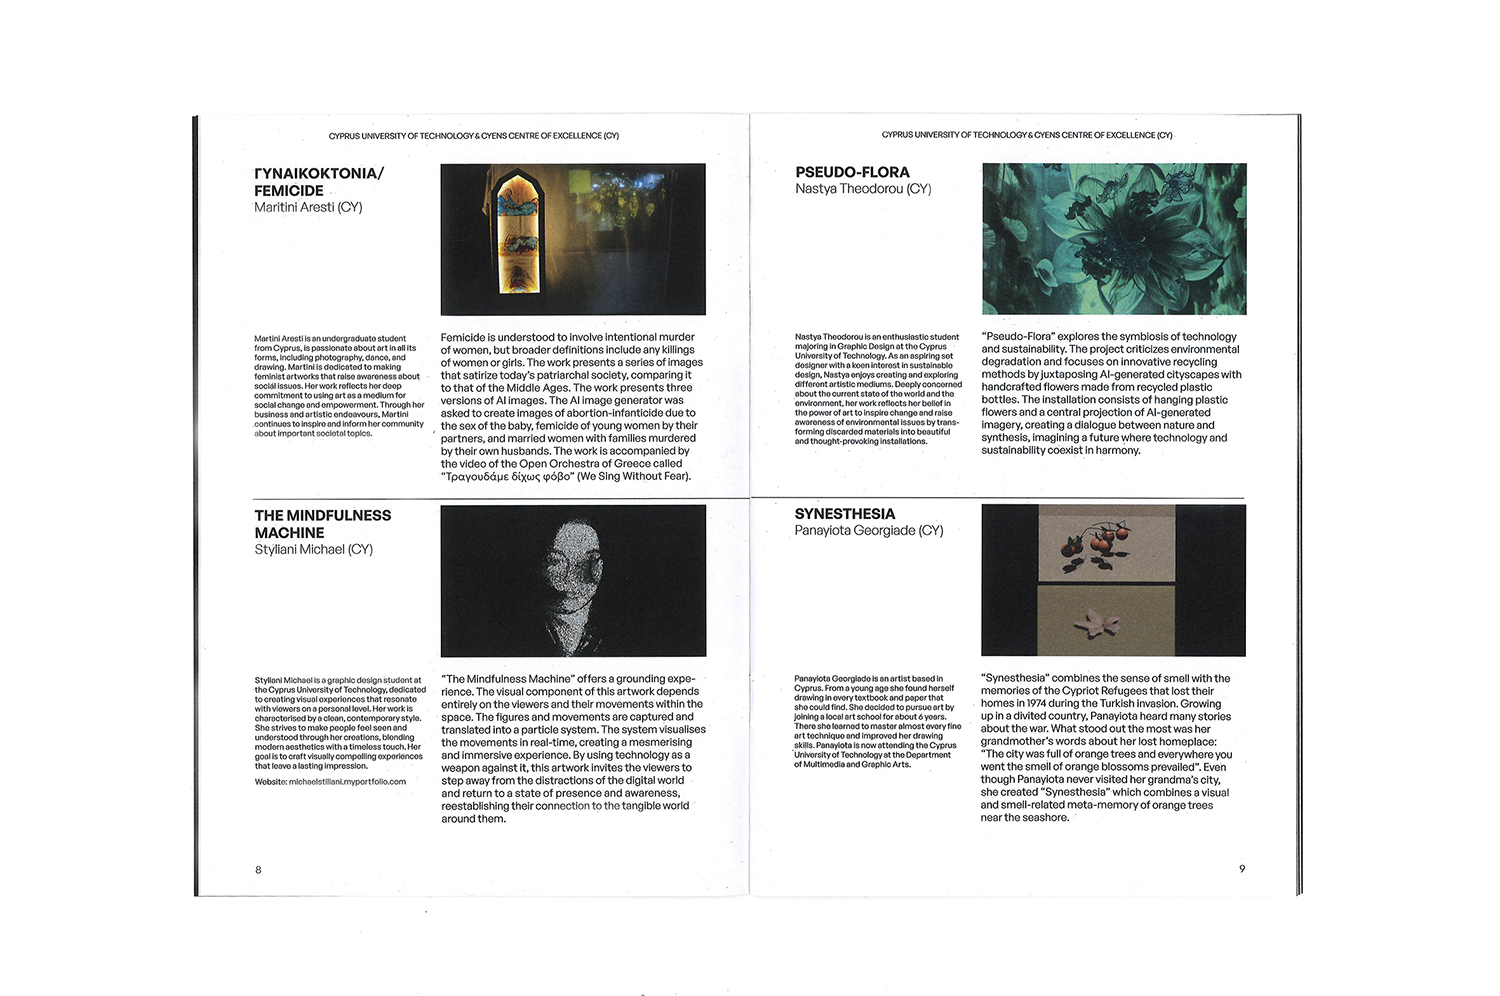 CYPRUS UNIVERSITY OF TECHNOLOGY & CYENS CENTRE OF EXCELLENCE (CY)
ΓΥΝΑΙΚΟΚΤΟΝΙΑ/
FEMICIDE
Maritini Aresti (CY)
Martini Aresti is an undergraduate student
from Cyprus, is passionate about art in all its
forms, including photography, dance, and
drawing. Martini is dedicated to making
feminist artworks that raise awareness about
social issues. Her work reflects her deep
commitment to using art as a medium for
social change and empowerment. Through her
business and artistic endeavours, Martini
continues to inspire and inform her community
about important societal topics.
Femicide is understood to involve intentional murder
of women, but broader definitions include any killings
of women or girls. The work presents a series of images
that satirize today's patriarchal society, comparing it
to that of the Middle Ages. The work presents three
versions of AI images. The AI image generator was
asked to create images of abortion-infanticide due to
the sex of the baby, femicide of young women by their
partners, and married women with families murdered
by their own husbands. The work is accompanied by
the video of the Open Orchestra of Greece called
“Τραγουδάμε δίχως φόβο” (We Sing Without Fear).
THE MINDFULNESS
MACHINE
Styliani Michael (CY)
Styliani Michael is a graphic design student at
the Cyprus University of Technology, dedicated
to creating visual experiences that resonate
with viewers on a personal level. Her work is
characterised by a clean, contemporary style.
She strives to make people feel seen and
understood through her creations, blending
modern aesthetics with a timeless touch. Her
goal is to craft visually compelling experiences
that leave a lasting impression.
Website: michaelstiliani.myportfolio.com
“The Mindfulness Machine” offers a grounding expe-
rience. The visual component of this artwork depends
entirely on the viewers and their movements within the
space. The figures and movements are captured and
translated into a particle system. The system visualises
the movements in real-time, creating a mesmerising
and immersive experience. By using technology as a
weapon against it, this artwork invites the viewers to
step away from the distractions of the digital world
and return to a state of presence and awareness,
reestablishing their connection to the tangible world
around them.
8
CYPRUS UNIVERSITY OF TECHNOLOGY & CYENS CENTRE OF EXCELLENCE (CY)
PSEUDO-FLORA
Nastya Theodorou (CY)
Nastya Theodorou is an enthusiastic student
majoring in Graphic Design at the Cyprus
University of Technology. As an aspiring set
designer with a keen interest in sustainable
design, Nastya enjoys creating and exploring
different artistic mediums. Deeply concerned
about the current state of the world and the
environment, her work reflects her belief in
the power of art to inspire change and raise
awareness of environmental issues by trans-
forming discarded materials into beautiful
and thought-provoking installations.
“Pseudo-Flora” explores the symbiosis of technology
and sustainability. The project criticizes environmental
degradation and focuses on innovative recycling
methods by juxtaposing AI-generated cityscapes with
handcrafted flowers made from recycled plastic
bottles. The installation consists of hanging plastic
flowers and a central projection of AI-generated
imagery, creating a dialogue between nature and
synthesis, imagining a future where technology and
sustainability coexist in harmony.
SYNESTHESIA
Panayiota Georgiade (CY)
Panayiota Georgiade is an artist based in
Cyprus. From a young age she found herself
drawing in every textbook and paper that
she could find. She decided to pursue art by
joining a local art school for about 6 years.
There she learned to master almost every fine
art technique and improved her drawing
skills. Panayiota is now attending the Cyprus
University of Technology at the Department
of Multimedia and Graphic Arts.
“Synesthesia” combines the sense of smell with the
memories of the Cypriot Refugees that lost their
homes in 1974 during the Turkish invasion. Growing
up in a divited country, Panayiota heard many stories
about the war. What stood out the most was her
grandmother's words about her lost homeplace:
“The city was full of orange trees and everywhere you
went the smell of orange blossoms prevailed”. Even
though Panayiota never visited her grandma's city,
she created “Synesthesia” which combines a visual
and smell-related meta-memory of orange trees
near the seashore.
9